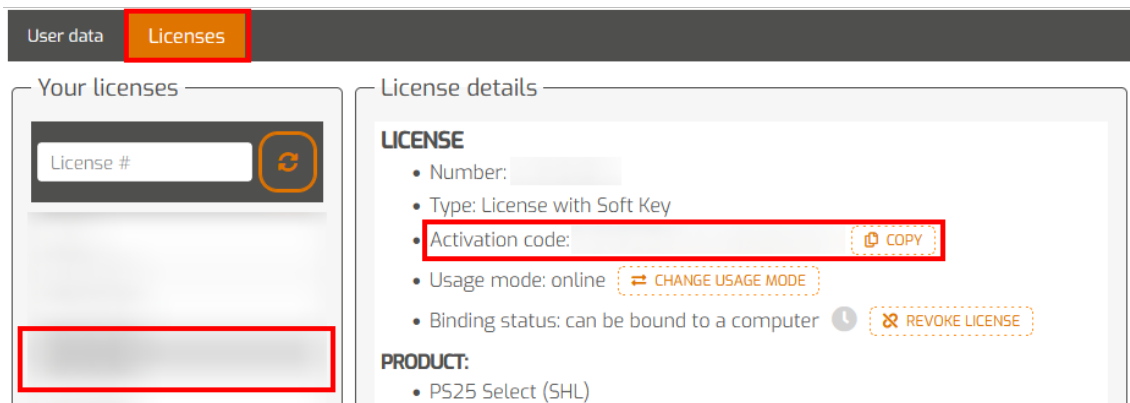 User data
Licenses
Your licenses
License #
License details
LICENSE
• Number:
• Type: License with Soft Key
• Activation code: COPY
• Usage mode: online CHANGE USAGE MODE
• Binding status: can be bound to a computer REVOKE LICENSE
PRODUCT:
• PS25 Select (SHL)